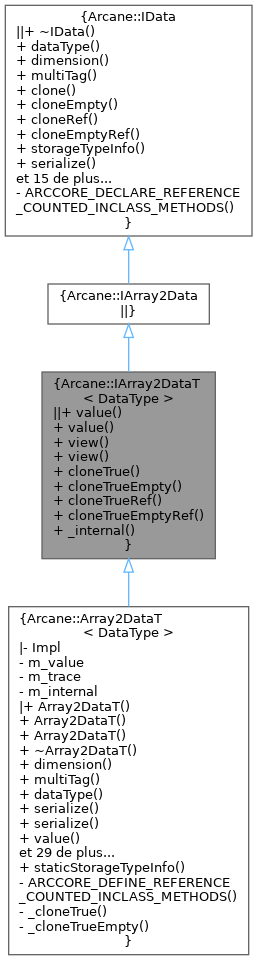 {Arcane::IData
||+ ~IData()
+ dataType()
+ dimension()
+ multiTag()
+ clone()
+ cloneEmpty()
+ cloneRef()
+ cloneEmptyRef()
+ storageTypeInfo()
+ serialize()
et 15 de plus...
- ARCCORE_DECLARE_REFERENCE
_COUNTED_INCLASS_METHODS()
}
{Arcane::IArray2Data
||}
{Arcane::IArray2DataT
< DataType >
||+ value()
+ value()
+ view()
+ view()
+ cloneTrue()
+ cloneTrueEmpty()
+ cloneTrueRef()
+ cloneTrueEmptyRef()
+ _internal()
}
{Arcane::Array2DataT
< DataType >
|- Impl
- m_value
- m_trace
- m_internal
|+ Array2DataT()
+ Array2DataT()
+ Array2DataT()
+ ~Array2DataT()
+ dimension()
+ multiTag()
+ dataType()
+ serialize()
+ serialize()
+ value()
et 29 de plus...
+ staticStorageTypeInfo()
- ARCCORE_DEFINE_REFERENCE
_COUNTED_INCLASS_METHODS()
- _cloneTrue()
- _cloneTrueEmpty()
}